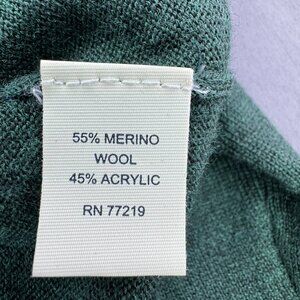 55% MERINO
WOOL
45% ACRYLIC
RN 77219